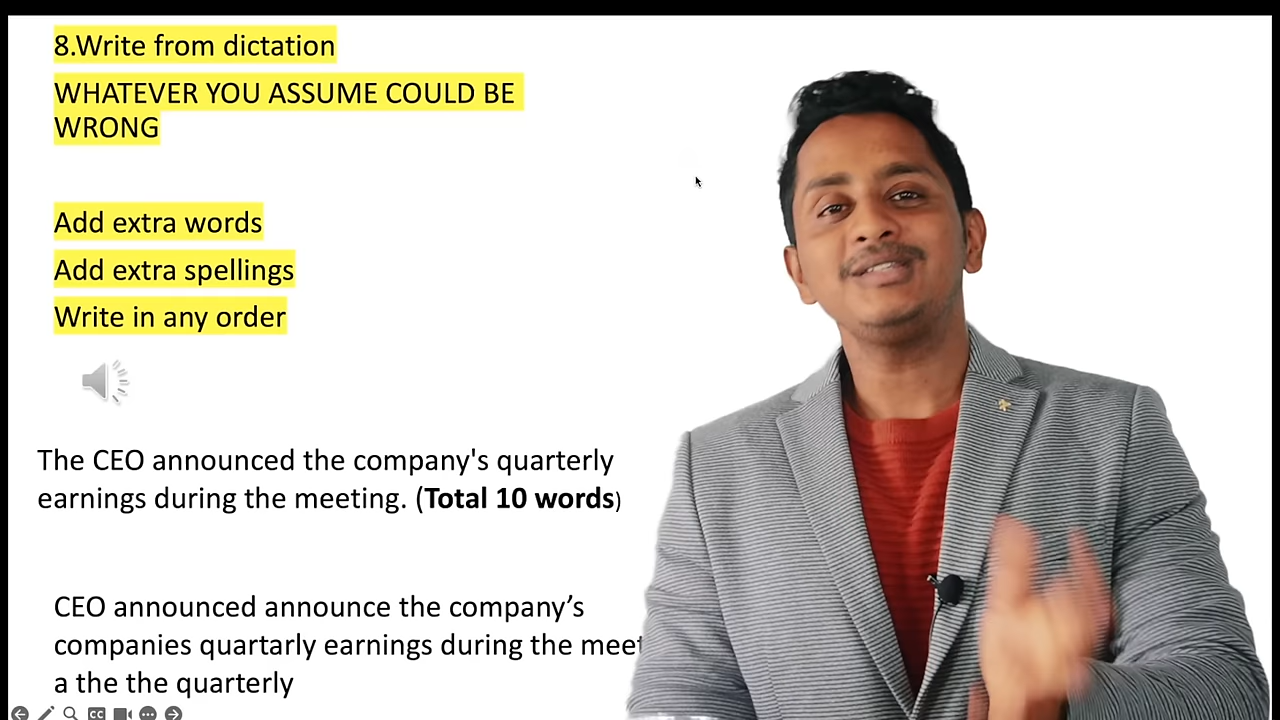 8.Write from dictation
WHATEVER YOU ASSUME COULD BE
WRONG
Add extra words
Add extra spellings
Write in any order
The CEO announced the company's quarterly
earnings during the meeting. (Total 10 words)
CEO announced announce the company’s
companies quartarly earnings during the
a the the quarterly
CC